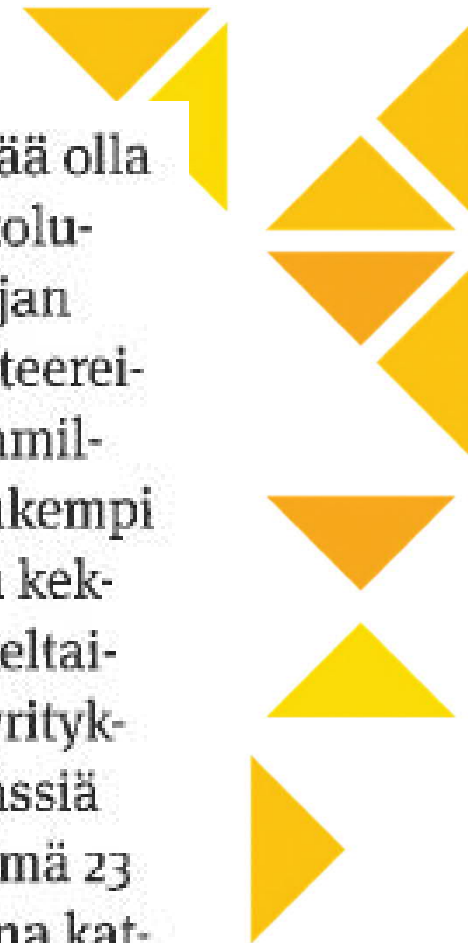 ää olla
olu-
jan
teerei-
mil-
kempi
kek-
eltai-
rityk-
ssiä
mä 23
na kat-